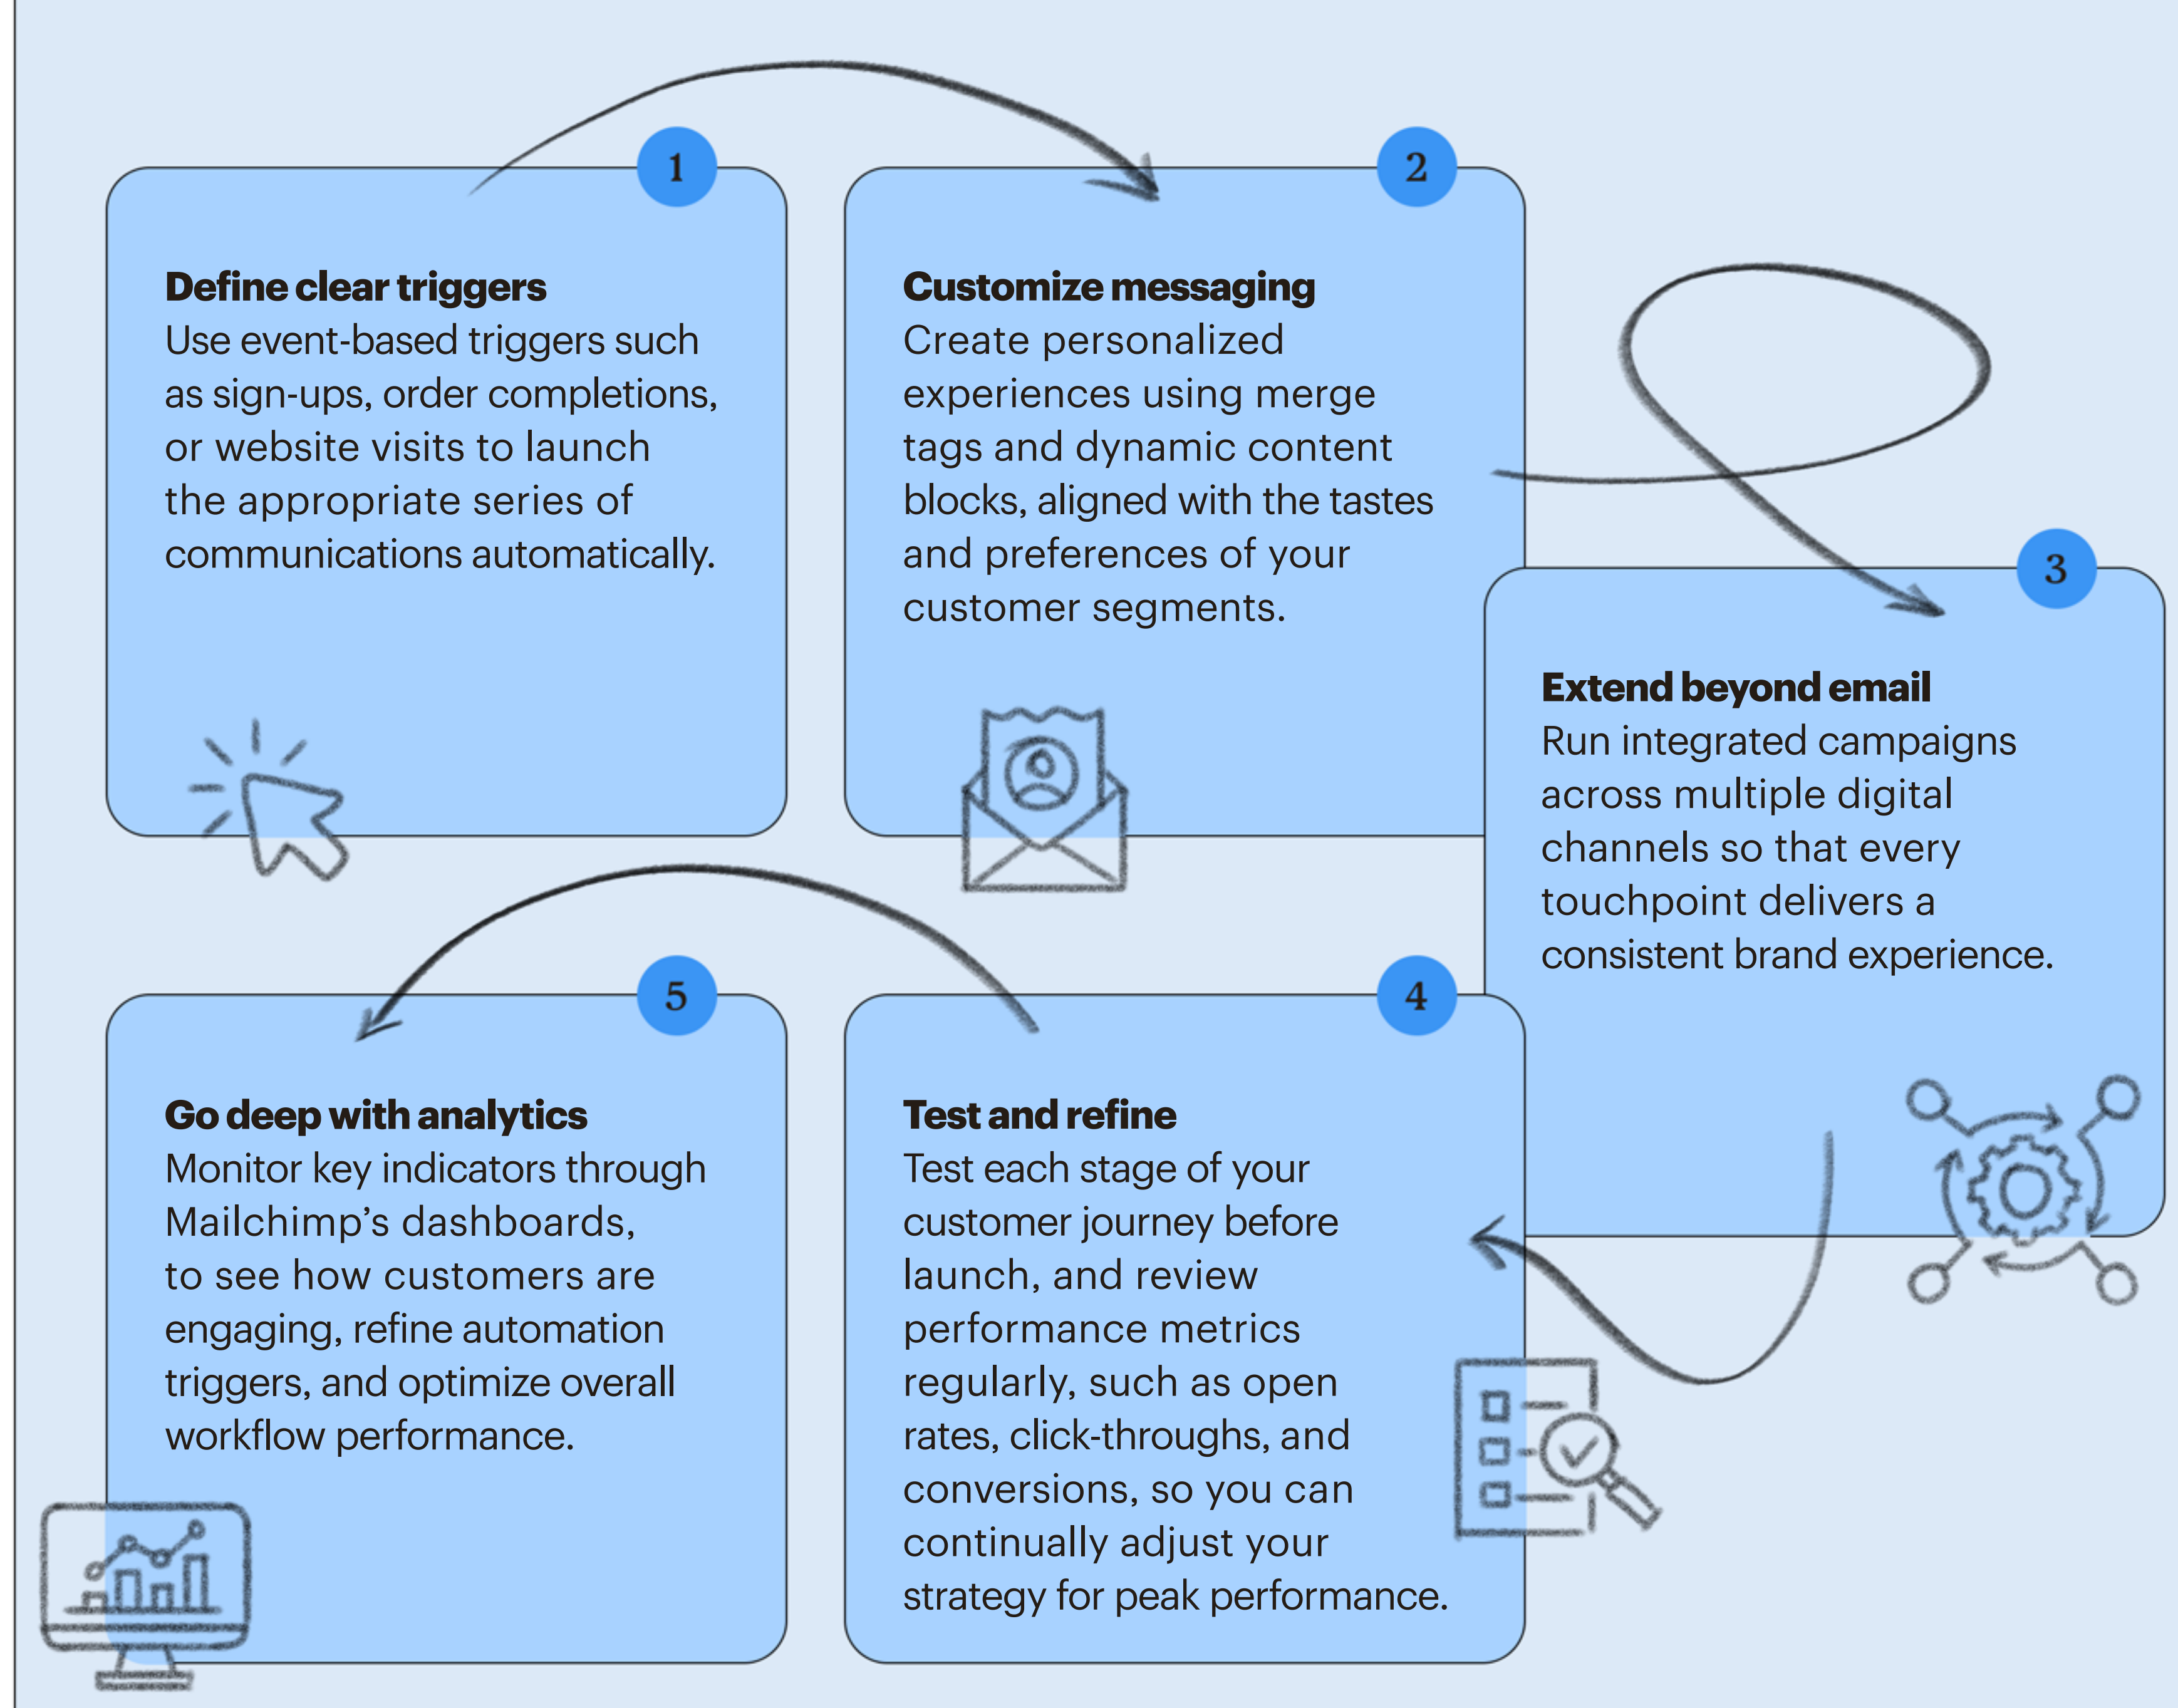 1
Define clear triggers
Use event-based triggers such
as sign-ups, order completions,
or website visits to launch
the appropriate series of
communications automatically.
2
Customize messaging
Create personalized
experiences using merge
tags and dynamic content
blocks, aligned with the tastes
and preferences of your
customer segments.
3
Extend beyond email
Run integrated campaigns
across multiple digital
channels so that every
touchpoint delivers a
consistent brand experience.
4
Test and refine
Test each stage of your
customer journey before
launch, and review
performance metrics
regularly, such as open
rates, click-throughs, and
conversions, so you can
continually adjust your
strategy for peak performance.
5
Go deep with analytics
Monitor key indicators through
Mailchimp’s dashboards,
to see how customers are
engaging, refine automation
triggers, and optimize overall
workflow performance.